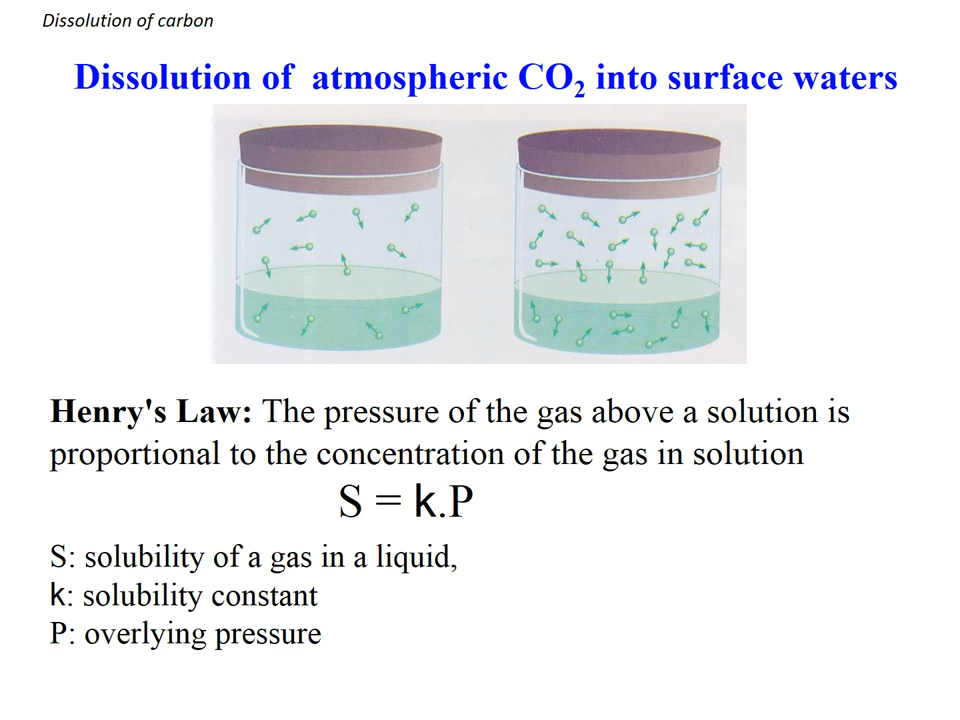 Dissolution of carbon
Dissolution of  atmospheric CO₂ into surface waters
Henry's Law: The pressure of the gas above a solution is
proportional to the concentration of the gas in solution
S = k.P
S: solubility of a gas in a liquid,
k: solubility constant
P: overlying pressure